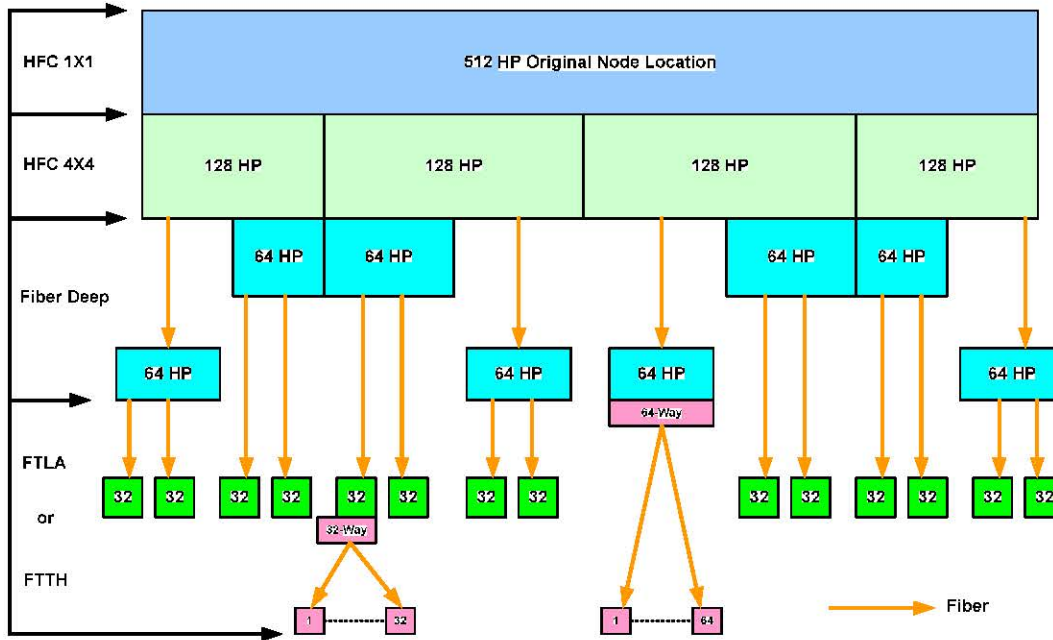 HFC 1X1
512 HP Original Node Location
HFC 4X4
128 HP
128 HP
128 HP
128 HP
Fiber Deep
64 HP
64 HP
64 HP
64 HP
64 HP
64 HP
64 HP
64 HP
64-Way
FTLA
or
FTTH
32
32
32
32
32
32
32
32
32
32
32
32
32
32
32-Way
1
32
1
64
Fiber